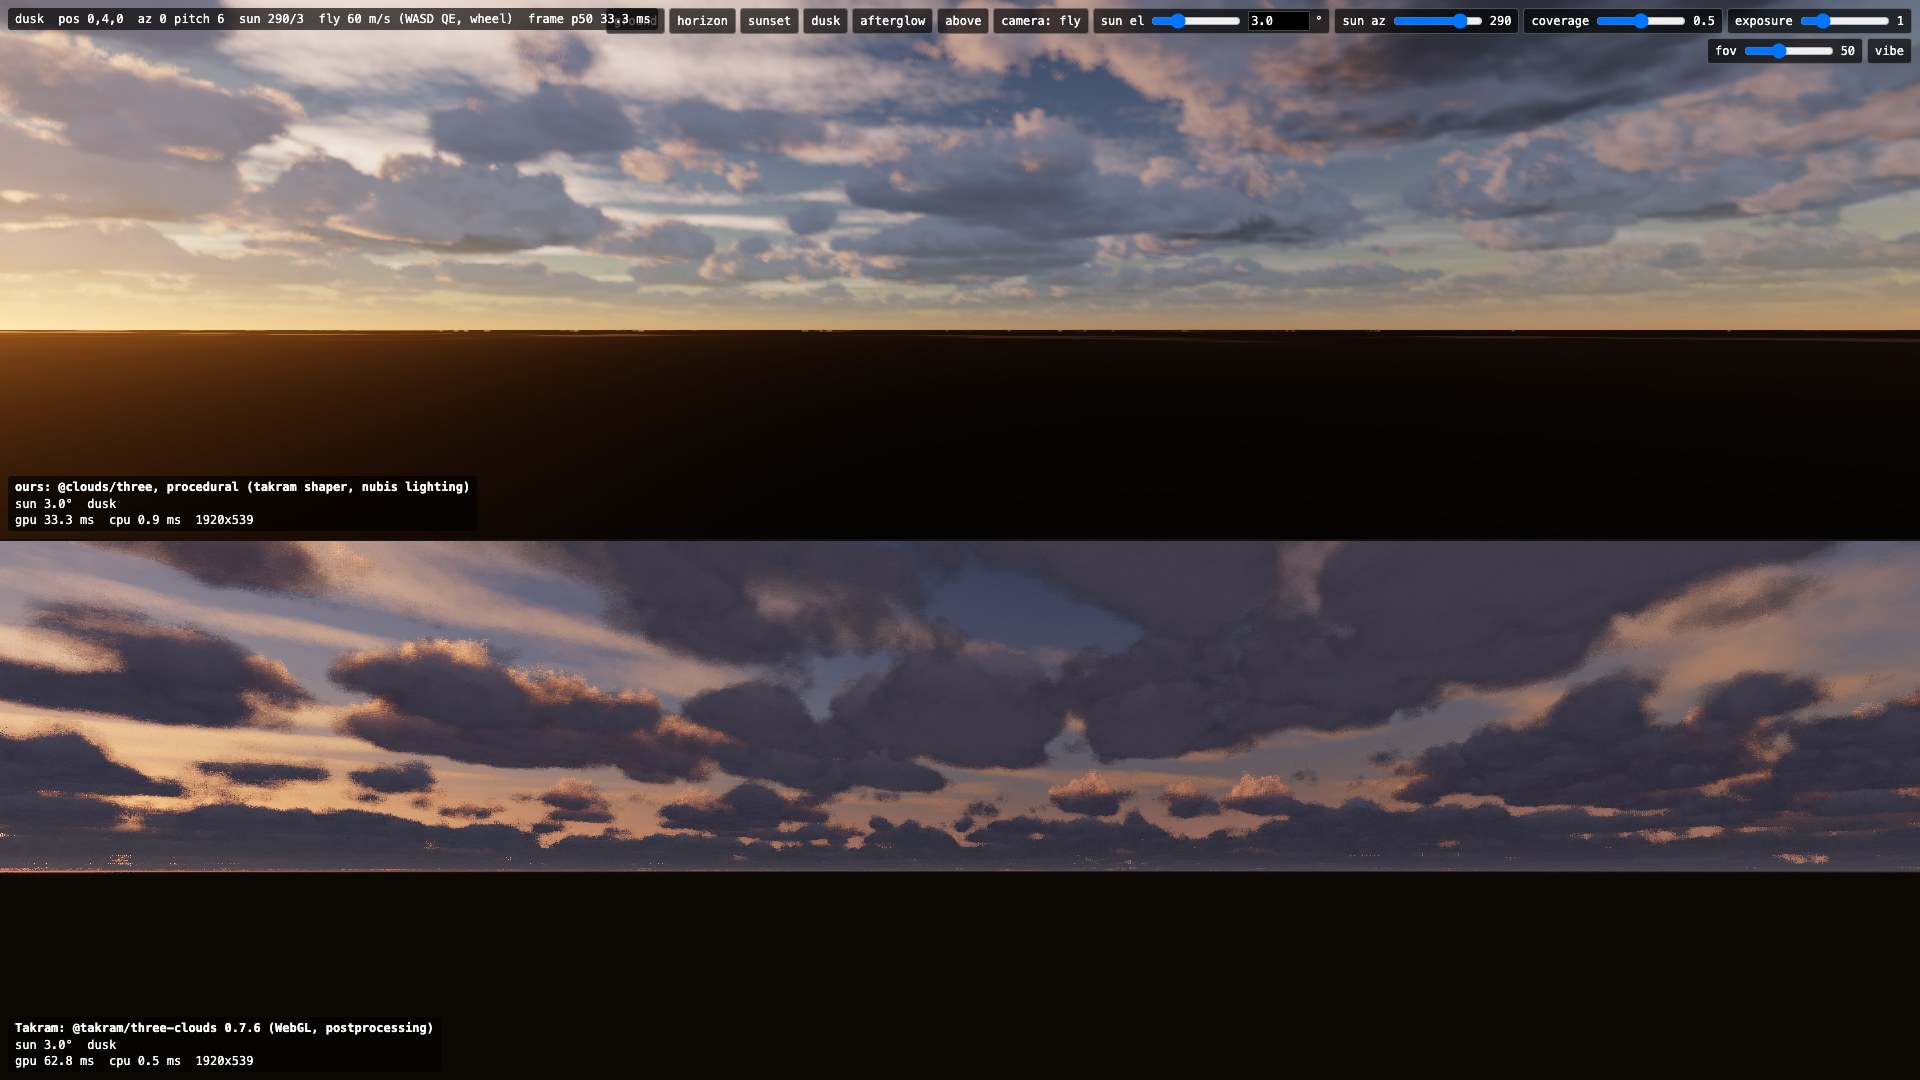 dusk pos 0,4,0 az 0 pitch 6 sun 290/3 fly 60 m/s (WASD QE, wheel) frame p50 33.3 ms
horizon sunset dusk afterglow above camera: fly sun el 3.0 ° sun az 290 coverage 0.5 exposure 1
fov 50 vibe
ours: @clouds/three, procedural (takram shaper, nubis lighting)
sun 3.0° dusk
gpu 33.3 ms cpu 0.9 ms 1920x539
Takram: @takram/three-clouds 0.7.6 (WebGL, postprocessing)
sun 3.0° dusk
gpu 62.8 ms cpu 0.5 ms 1920x539